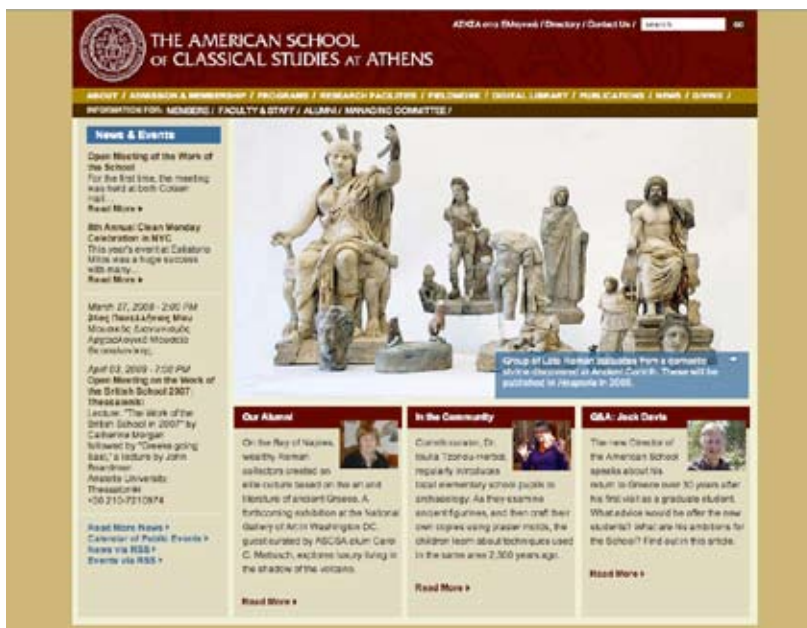 ΑΣΚΣΑ στα Ελληνικά / Directory / Contact Us /
search
GO
THE AMERICAN SCHOOL
OF CLASSICAL STUDIES AT ATHENS
ABOUT / ADMISSION & MEMBERSHIP / PROGRAMS / RESEARCH FACILITIES / FIELDWORK / DIGITAL LIBRARY / PUBLICATIONS / NEWS / GIVING /
INFORMATION FOR: MEMBERS / FACULTY & STAFF / ALUMNI / MANAGING COMMITTEE /
News & Events
Open Meeting of the Work of
the School
For the first time, the meeting
was held at both Cotsen
Hall...
Read More
8th Annual Clean Monday
Celebration in NYC
This year's event at Estiatorio
Milos was a huge success
with many...
Read More
March 27, 2009 - 2:00 PM
Μουσικός Διαγωνισμός
Αρχαιολογικό Μουσείο
Θεσσαλονίκης
April 03, 2009 - 7:00 PM
Open Meeting on the Work of
the British School 2007:
Thessaloniki
Lecture: "The Work of the
British School in 2007" by
Catherine Morgan
followed by "Greeks going
East," a lecture by John
Boardman
Aristotle University
Thessaloniki
Read More News
Calendar of Public Events
News via RSS
Events via RSS
Group of Late Roman statuettes from a domestic
shrine discovered at Ancient Corinth. These will be
published in Hesperia in 2008.
Our Alumni
On the Bay of Naples,
wealthy Roman
collectors created an
elite culture based on the art and
literature of ancient Greece. A
forthcoming exhibition at the National
Gallery of Art in Washington DC,
guest curated by ASCSA alum Carol
C. Mattusch, explores luxury living in
the shadow of the volcano.
Read More
In the Community
Corinth curator, Dr.
Ioulia Tzonou-Herbst,
regularly introduces
local elementary school pupils to
archaeology. As they examine
ancient figurines, and then craft their
own copies using plaster molds, the
children learn about techniques used
in the same area 2,300 years ago.
Read More
Q&A: Jack Davis
The new Director of
the American School
speaks about his
return to Greece over 30 years after
his first visit as a graduate student.
What advice would he offer the new
students? What are his ambitions for
the School? Find out in this article.
Read More